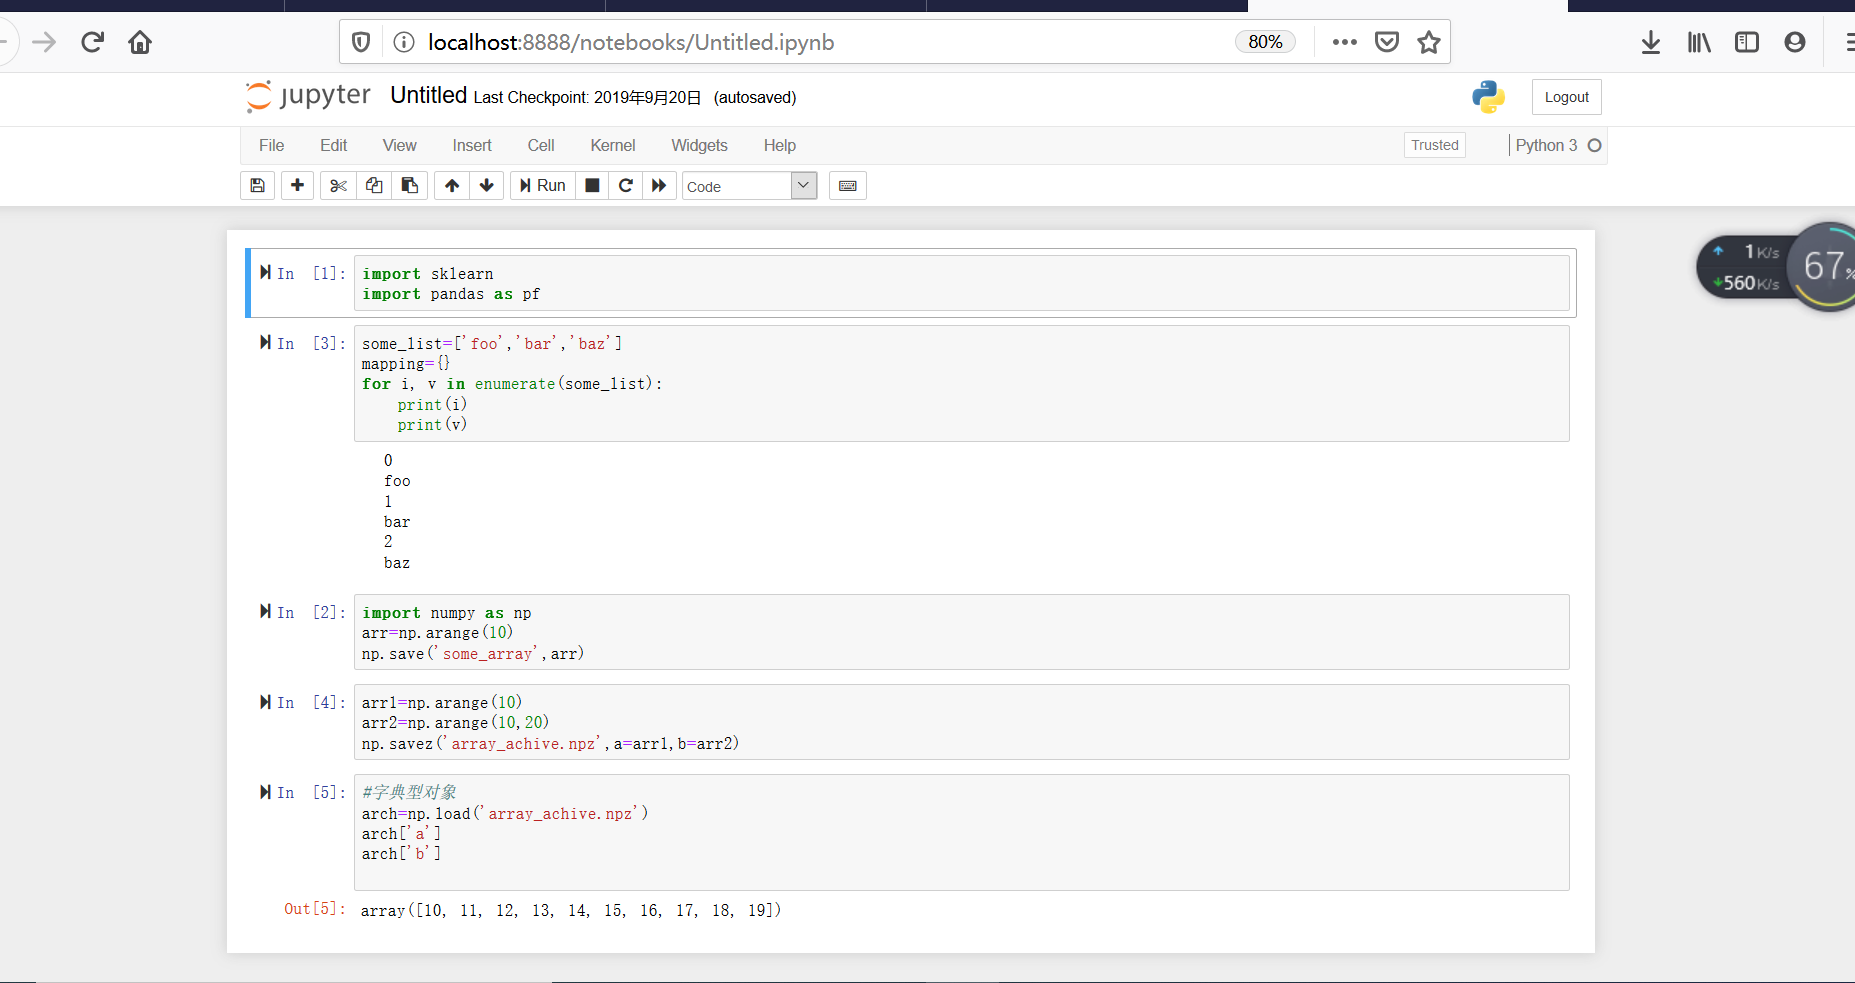 localhost:8888/notebooks/Untitled.ipynb 80%
jupyter Untitled Last Checkpoint: 2019年9月20日 (autosaved) Logout
File Edit View Insert Cell Kernel Widgets Help Trusted Python 3
Run Code
1 K/s
560 K/s
67%
In [1]: import sklearn
import pandas as pf
In [3]: some_list=['foo','bar','baz']
mapping={}
for i, v in enumerate(some_list):
    print(i)
    print(v)
0
foo
1
bar
2
baz
In [2]: import numpy as np
arr=np.arange(10)
np.save('some_array',arr)
In [4]: arr1=np.arange(10)
arr2=np.arange(10,20)
np.savez('array_achive.npz',a=arr1,b=arr2)
In [5]: #字典型对象
arch=np.load('array_achive.npz')
arch['a']
arch['b']
Out[5]: array([10, 11, 12, 13, 14, 15, 16, 17, 18, 19])